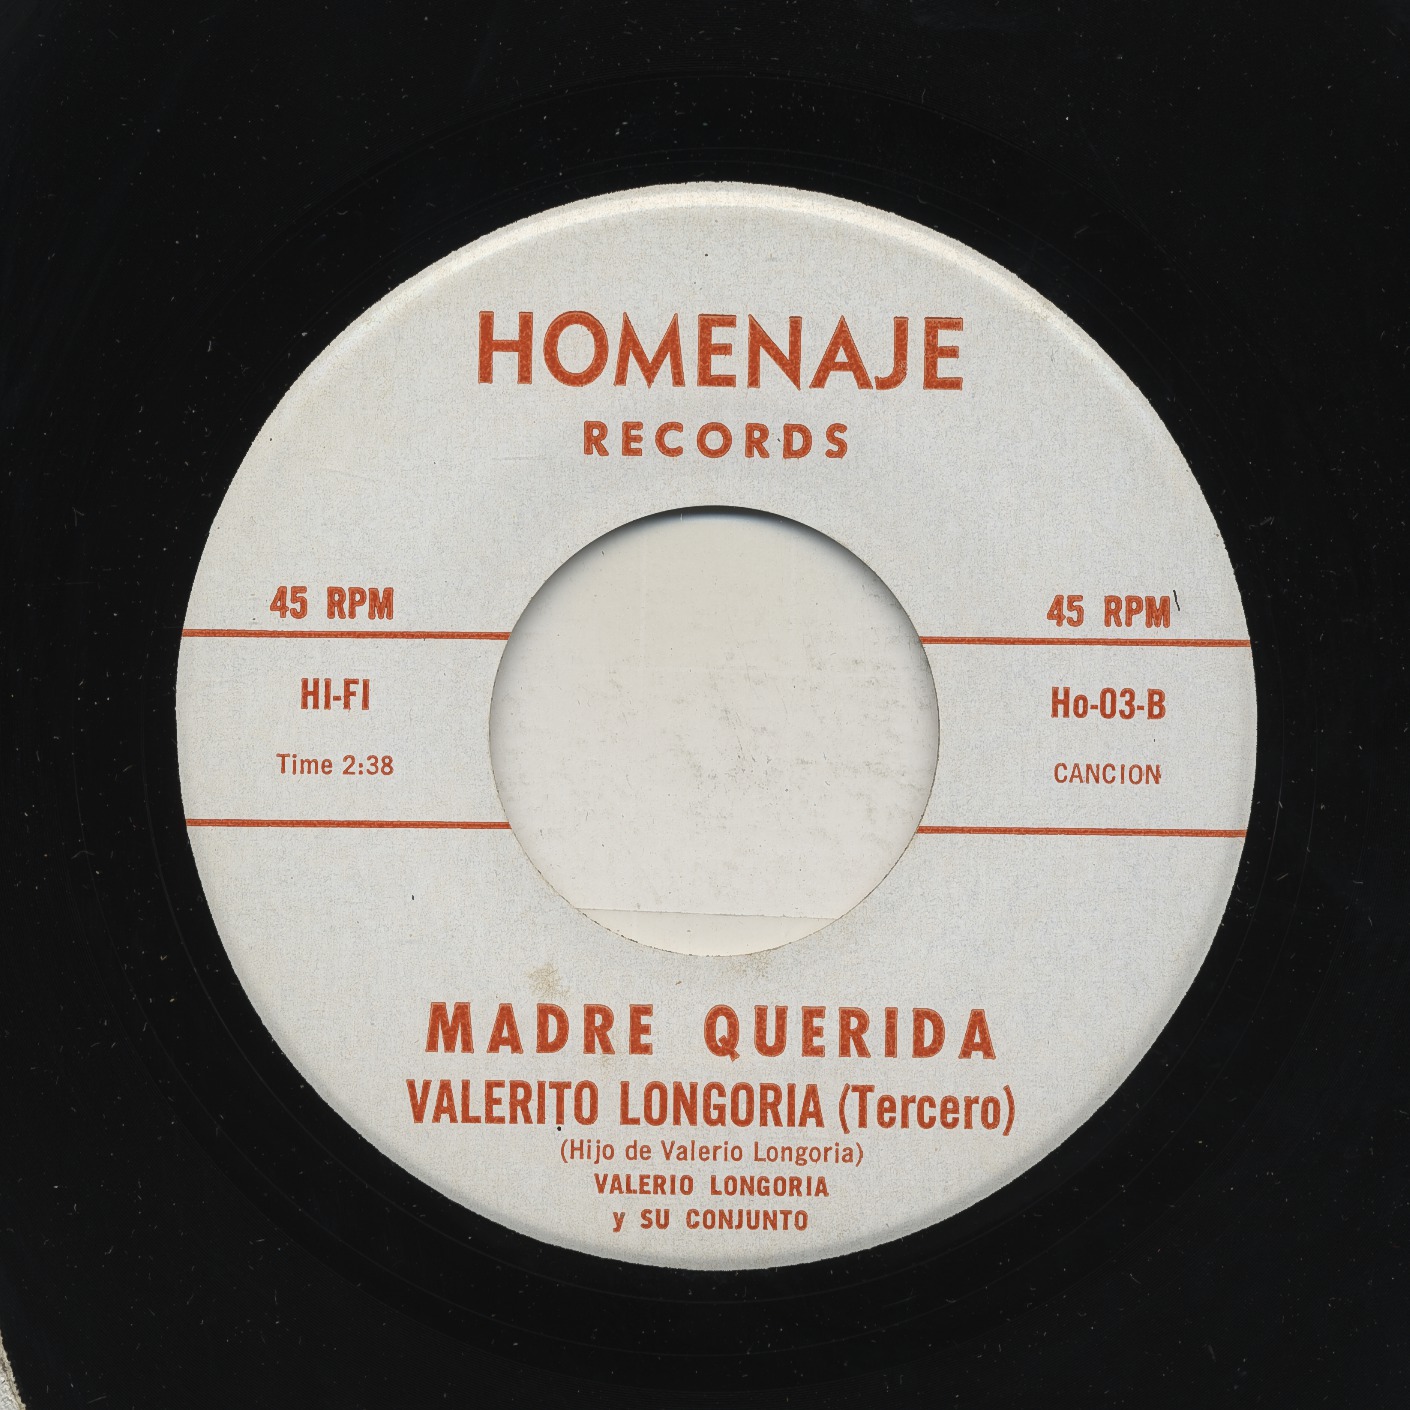 HOMENAJE
RECORDS
45 RPM
45 RPM
HI-FI
Ho-03-B
Time 2:38
CANCION
MADRE QUERIDA
VALERITO LONGORIA (Tercero)
(Hijo de Valerio Longoria)
VALERIO LONGORIA
y SU CONJUNTO